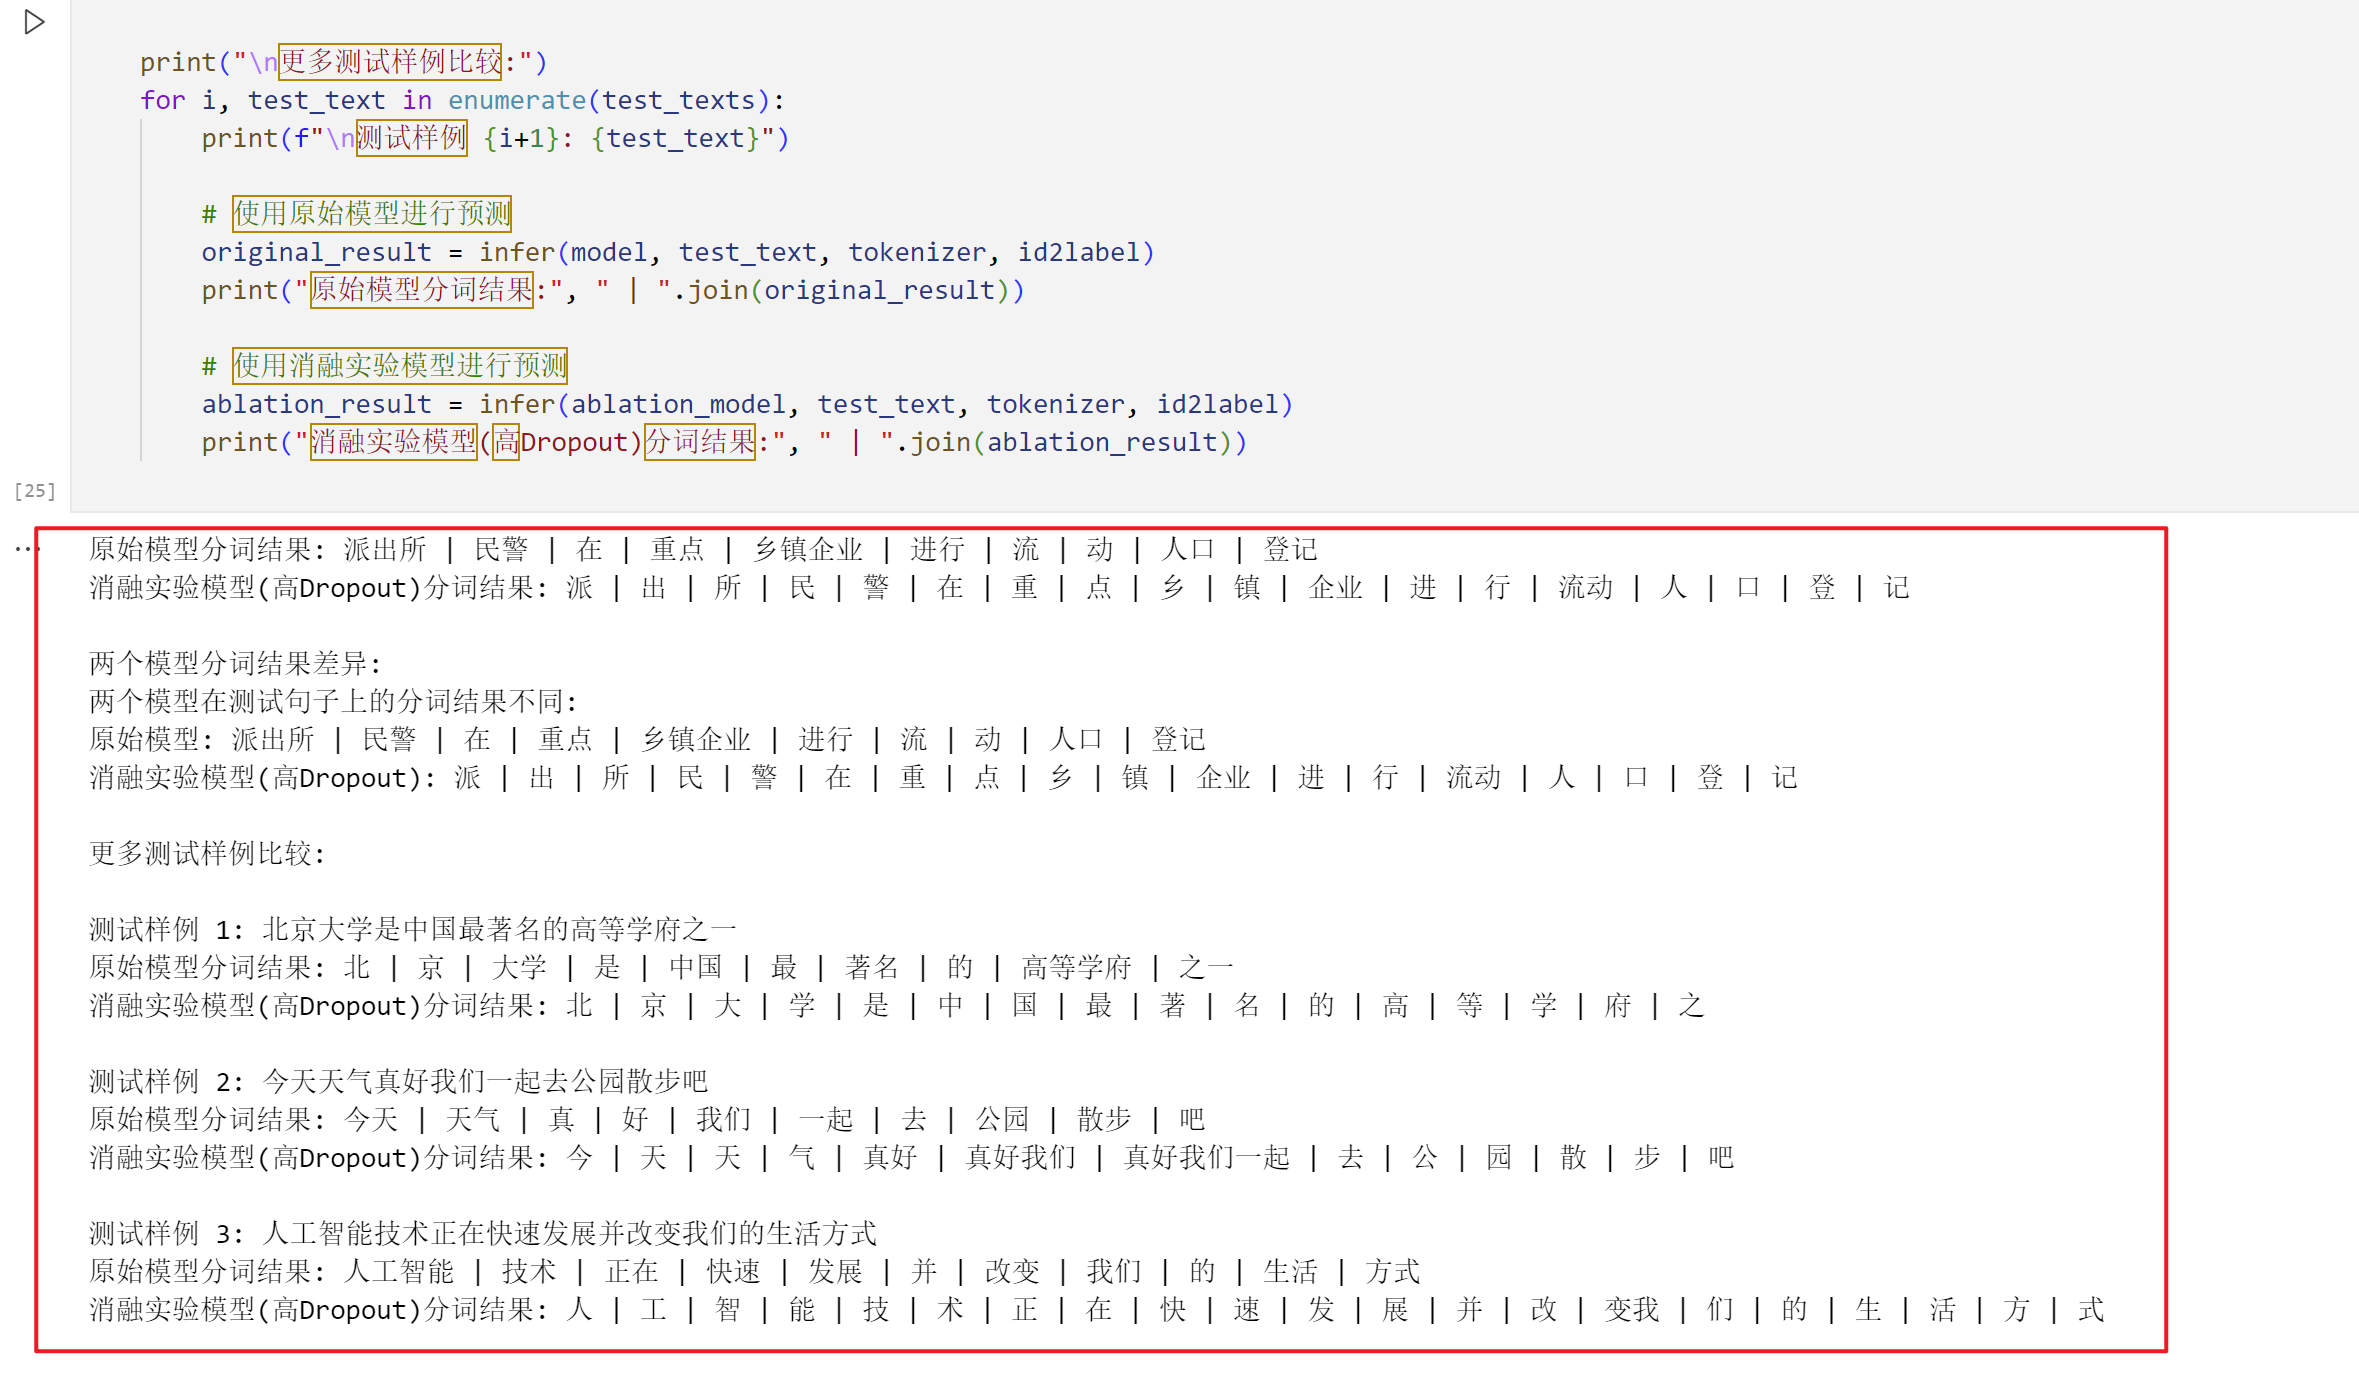 print("\n更多测试样例比较:")
for i, test_text in enumerate(test_texts):
print(f"\n测试样例 {i+1}: {test_text}")
# 使用原始模型进行预测
original_result = infer(model, test_text, tokenizer, id2label)
print("原始模型分词结果:", " | ".join(original_result))
# 使用消融实验模型进行预测
ablation_result = infer(ablation_model, test_text, tokenizer, id2label)
print("消融实验模型(高Dropout)分词结果:", " | ".join(ablation_result))
[25]
原始模型分词结果: 派出所 | 民警 | 在 | 重点 | 乡镇企业 | 进行 | 流 | 动 | 人口 | 登记
消融实验模型(高Dropout)分词结果: 派 | 出 | 所 | 民 | 警 | 在 | 重 | 点 | 乡 | 镇 | 企业 | 进 | 行 | 流动 | 人 | 口 | 登 | 记
两个模型分词结果差异:
两个模型在测试句子上的分词结果不同:
原始模型: 派出所 | 民警 | 在 | 重点 | 乡镇企业 | 进行 | 流 | 动 | 人口 | 登记
消融实验模型(高Dropout): 派 | 出 | 所 | 民 | 警 | 在 | 重 | 点 | 乡 | 镇 | 企业 | 进 | 行 | 流动 | 人 | 口 | 登 | 记
更多测试样例比较:
测试样例 1: 北京大学是中国最著名的高等学府之一
原始模型分词结果: 北 | 京 | 大学 | 是 | 中国 | 最 | 著名 | 的 | 高等学府 | 之一
消融实验模型(高Dropout)分词结果: 北 | 京 | 大 | 学 | 是 | 中 | 国 | 最 | 著 | 名 | 的 | 高 | 等 | 学 | 府 | 之
测试样例 2: 今天天气真好我们一起去公园散步吧
原始模型分词结果: 今天 | 天气 | 真 | 好 | 我们 | 一起 | 去 | 公园 | 散步 | 吧
消融实验模型(高Dropout)分词结果: 今 | 天 | 天 | 气 | 真好 | 真好我们 | 真好我们一起 | 去 | 公 | 园 | 散 | 步 | 吧
测试样例 3: 人工智能技术正在快速发展并改变我们的生活方式
原始模型分词结果: 人工智能 | 技术 | 正在 | 快速 | 发展 | 并 | 改变 | 我们 | 的 | 生活 | 方式
消融实验模型(高Dropout)分词结果: 人 | 工 | 智 | 能 | 技 | 术 | 正 | 在 | 快 | 速 | 发 | 展 | 并 | 改 | 变我 | 们 | 的 | 生 | 活 | 方 | 式